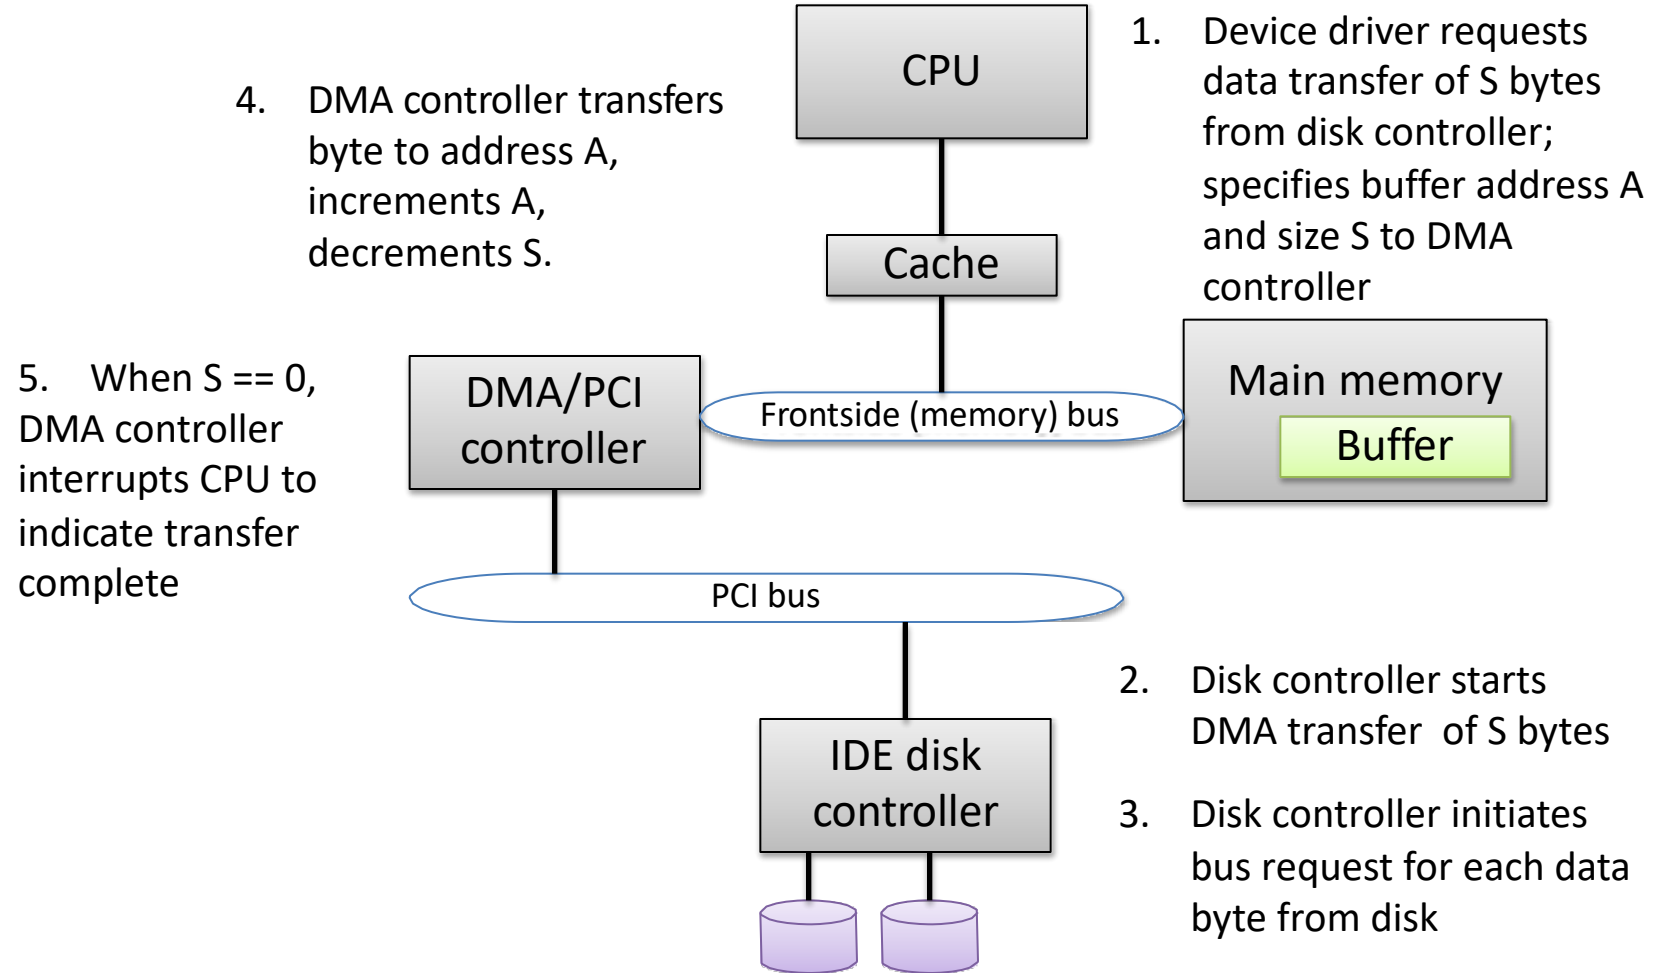 CPU
1. Device driver requests
data transfer of S bytes
from disk controller;
specifies buffer address A
and size S to DMA
controller
4. DMA controller transfers
byte to address A,
increments A,
decrements S.
Cache
5. When S == 0,
DMA controller
interrupts CPU to
indicate transfer
complete
DMA/PCI
controller
Frontside (memory) bus
Main memory
Buffer
PCI bus
2. Disk controller starts
DMA transfer of S bytes
IDE disk
controller
3. Disk controller initiates
bus request for each data
byte from disk